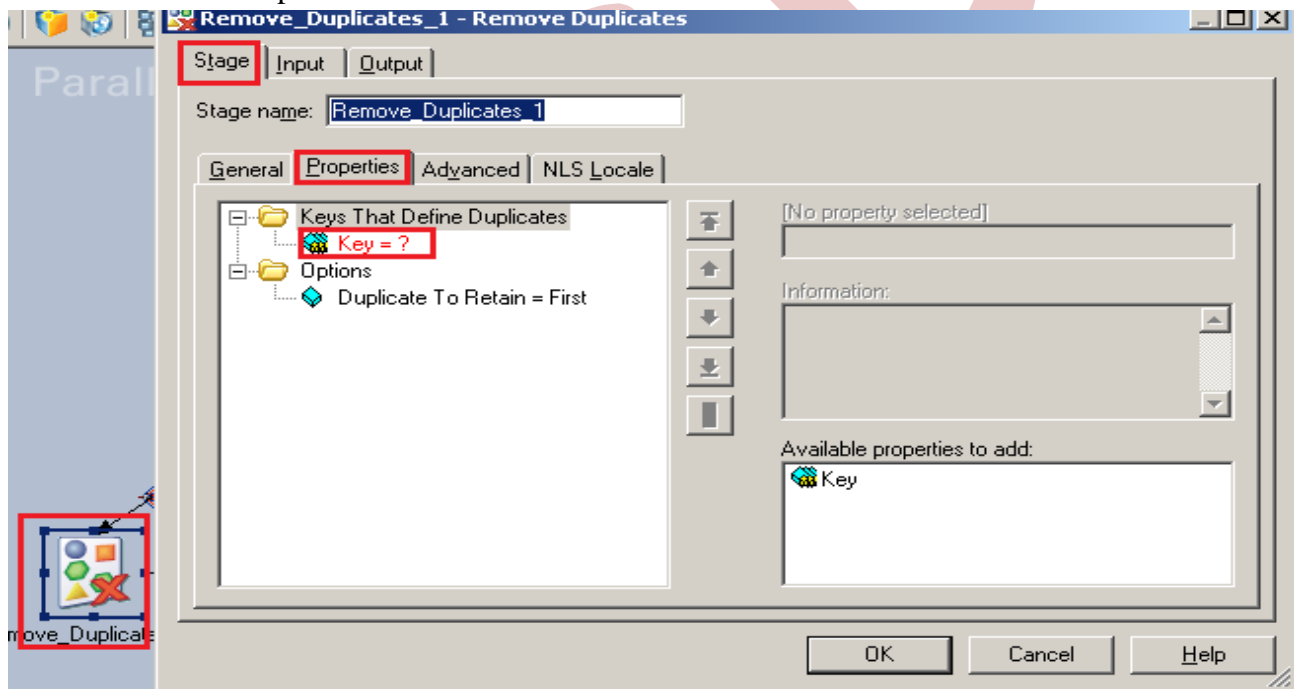 Remove_Duplicates_1 - Remove Duplicates
Parall
Stage Input Output
Stage name: Remove_Duplicates_1
General Properties Advanced NLS Locale
Keys That Define Duplicates
Key = ?
Options
Duplicate To Retain = First
[No property selected]
Information:
Available properties to add:
Key
move_Duplicate
OK Cancel Help